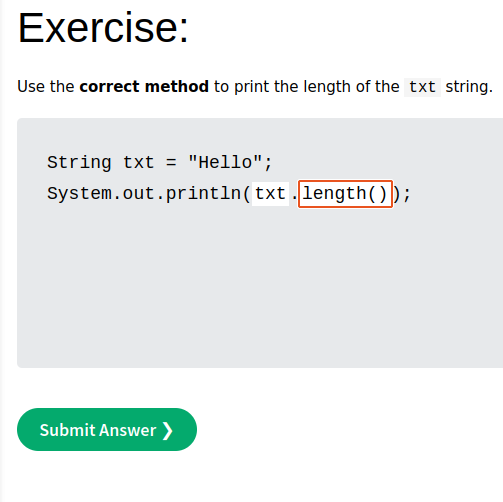 Exercise:
Use the correct method to print the length of the txt string.
String txt = "Hello";
System.out.println(txt.length());
Submit Answer ❯